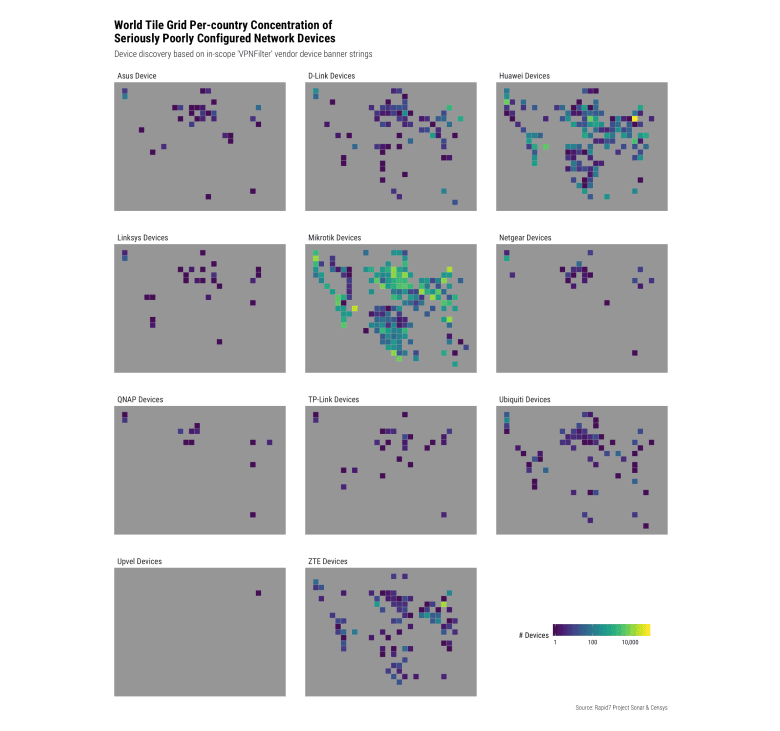 World Tile Grid Per-country Concentration of
Seriously Poorly Configured Network Devices
Device discovery based on in-scope 'VPNFilter' vendor device banner strings
Asus Device
D-Link Devices
Huawei Devices
Linksys Devices
Mikrotik Devices
Netgear Devices
QNAP Devices
TP-Link Devices
Ubiquiti Devices
Upvel Devices
ZTE Devices
# Devices
1 100 10,000
Source: Rapid7 Project Sonar & Censys